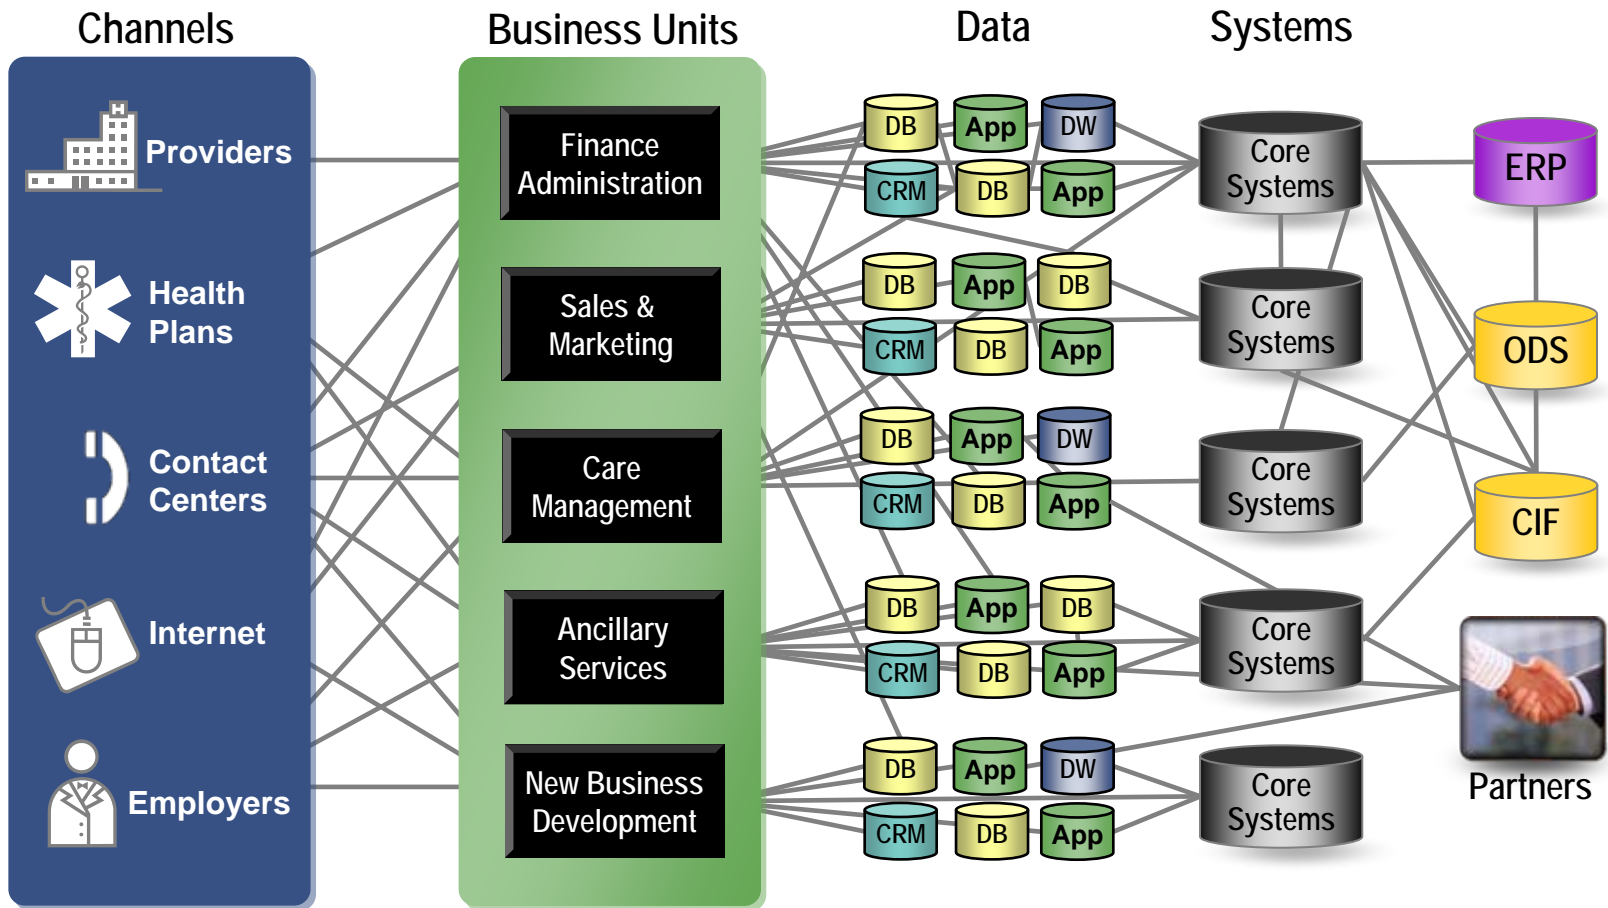 Channels
Business Units
Data
Systems
Providers
Health
Plans
Contact
Centers
Internet
Employers
Finance
Administration
Sales &
Marketing
Care
Management
Ancillary
Services
New Business
Development
DB
App
DW
CRM
DB
App
DB
App
DB
CRM
DB
App
DB
App
DW
CRM
DB
App
DB
App
DB
CRM
DB
App
DB
App
DW
CRM
DB
App
Core
Systems
Core
Systems
Core
Systems
Core
Systems
Core
Systems
ERP
ODS
CIF
Partners
H